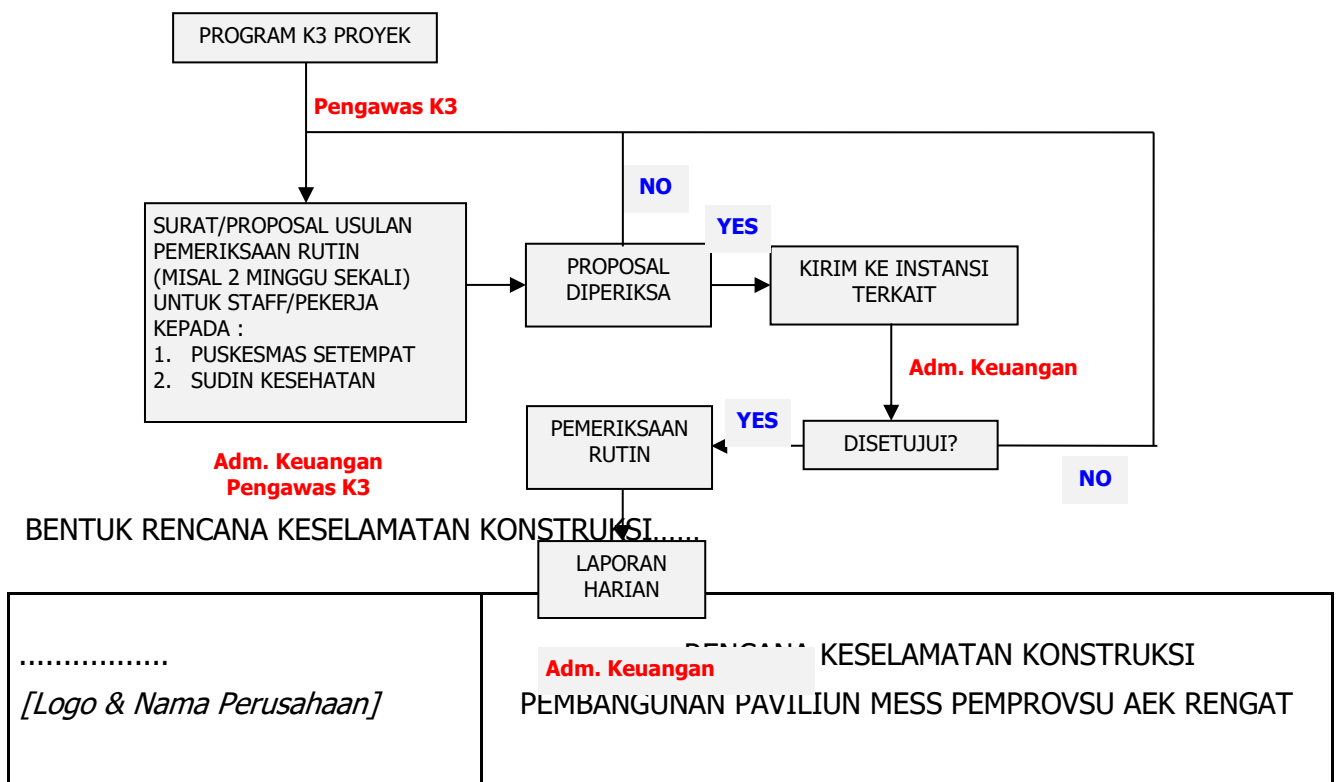 PROGRAM K3 PROYEK
Pengawas K3
NO
YES
SURAT/PROPOSAL USULAN
PEMERIKSAAN RUTIN
(MISAL 2 MINGGU SEKALI)
UNTUK STAFF/PEKERJA
KEPADA :
1. PUSKESMAS SETEMPAT
2. SUDIN KESEHATAN
PROPOSAL
DIPERIKSA
KIRIM KE INSTANSI
TERKAIT
Adm. Keuangan
PEMERIKSAAN
RUTIN
YES
DISETUJUI?
NO
Adm. Keuangan
Pengawas K3
BENTUK RENCANA KESELAMATAN KONSTRUKSI......
LAPORAN
HARIAN
.................
[Logo & Nama Perusahaan]
Adm. Keuangan
RENCANA KESELAMATAN KONSTRUKSI
PEMBANGUNAN PAVILIUN MESS PEMPROVSU AEK RENGAT